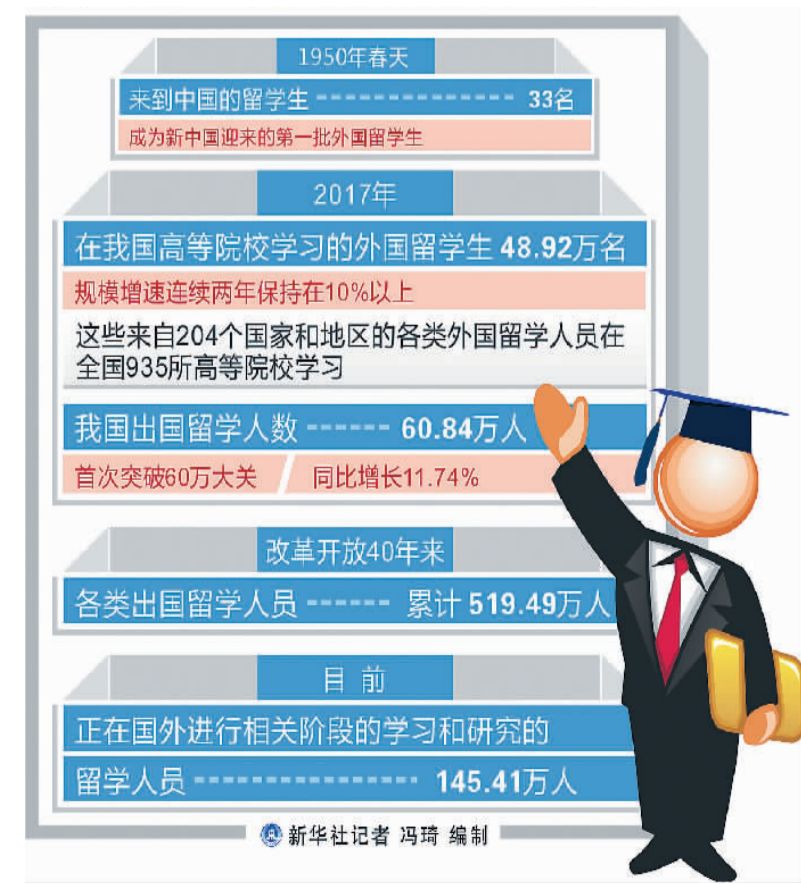 1950年春天
来到中国的留学生 33名
成为新中国迎来的第一批外国留学生
2017年
在我国高等院校学习的外国留学生 48.92万名
规模增速连续两年保持在10%以上
这些来自204个国家和地区的各类外国留学人员在
全国935所高等院校学习
我国出国留学人数 60.84万人
首次突破60万大关 同比增长11.74%
改革开放40年来
各类出国留学人员 累计 519.49万人
目前
正在国外进行相关阶段的学习和研究的
留学人员 145.41万人
新华社记者 冯琦 编制